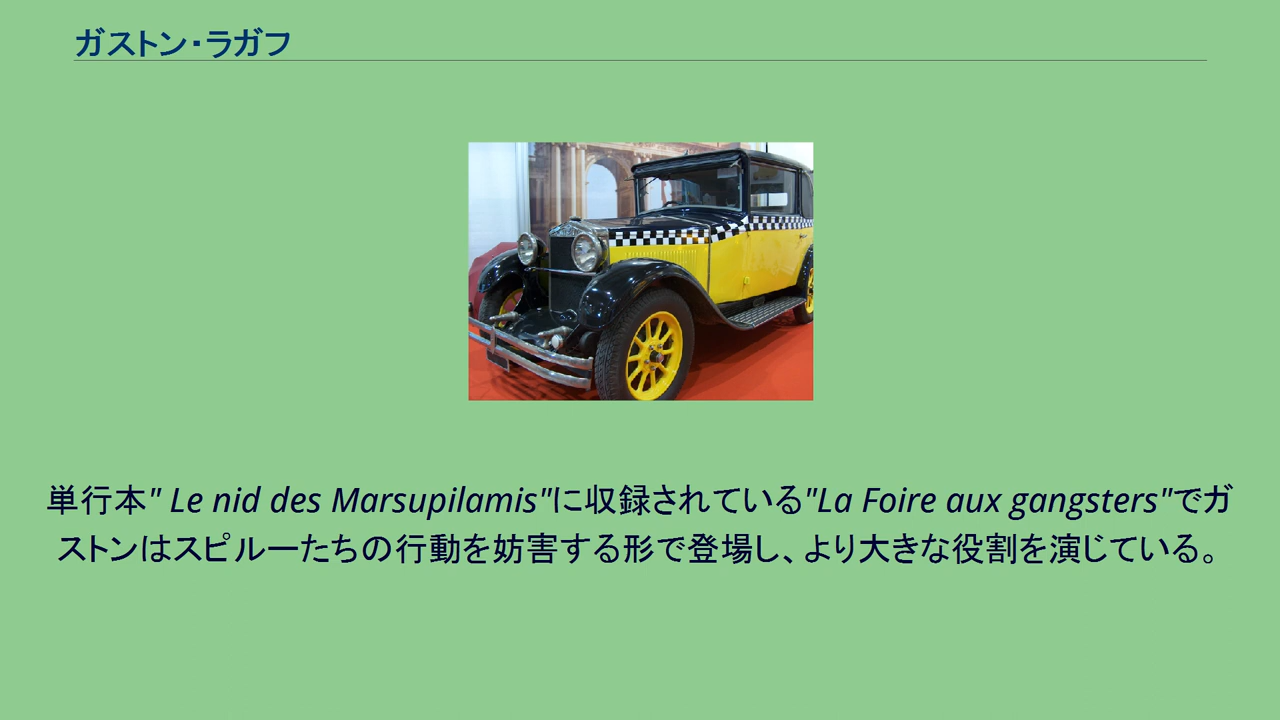 ガストン・ラガフ
単行本" Le nid des Marsupilamis"に収録されている"La Foire aux gangsters"でガ
ストンはスピルーたちの行動を妨害する形で登場し、より大きな役割を演じている。